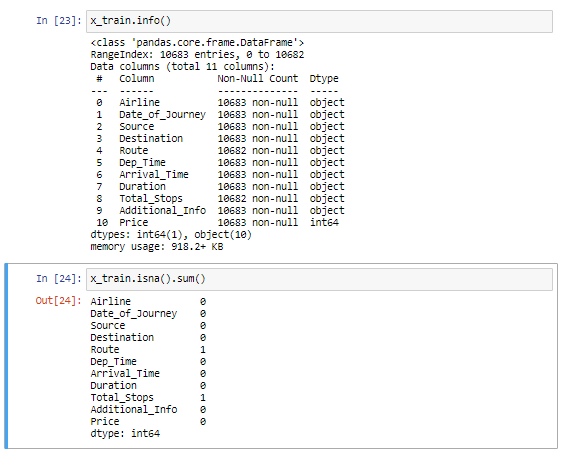 In [23]: x_train.info()
<class 'pandas.core.frame.DataFrame'>
RangeIndex: 10683 entries, 0 to 10682
Data columns (total 11 columns):
 #   Column           Non-Null Count  Dtype
---  ------           --------------  -----
 0   Airline          10683 non-null  object
 1   Date_of_Journey  10683 non-null  object
 2   Source           10683 non-null  object
 3   Destination      10683 non-null  object
 4   Route            10682 non-null  object
 5   Dep_Time         10683 non-null  object
 6   Arrival_Time     10683 non-null  object
 7   Duration         10683 non-null  object
 8   Total_Stops      10682 non-null  object
 9   Additional_Info  10683 non-null  object
 10  Price            10683 non-null  int64
dtypes: int64(1), object(10)
memory usage: 918.2+ KB
In [24]: x_train.isna().sum()
Out[24]: Airline            0
Date_of_Journey    0
Source             0
Destination        0
Route              1
Dep_Time           0
Arrival_Time       0
Duration           0
Total_Stops        1
Additional_Info    0
Price              0
dtype: int64